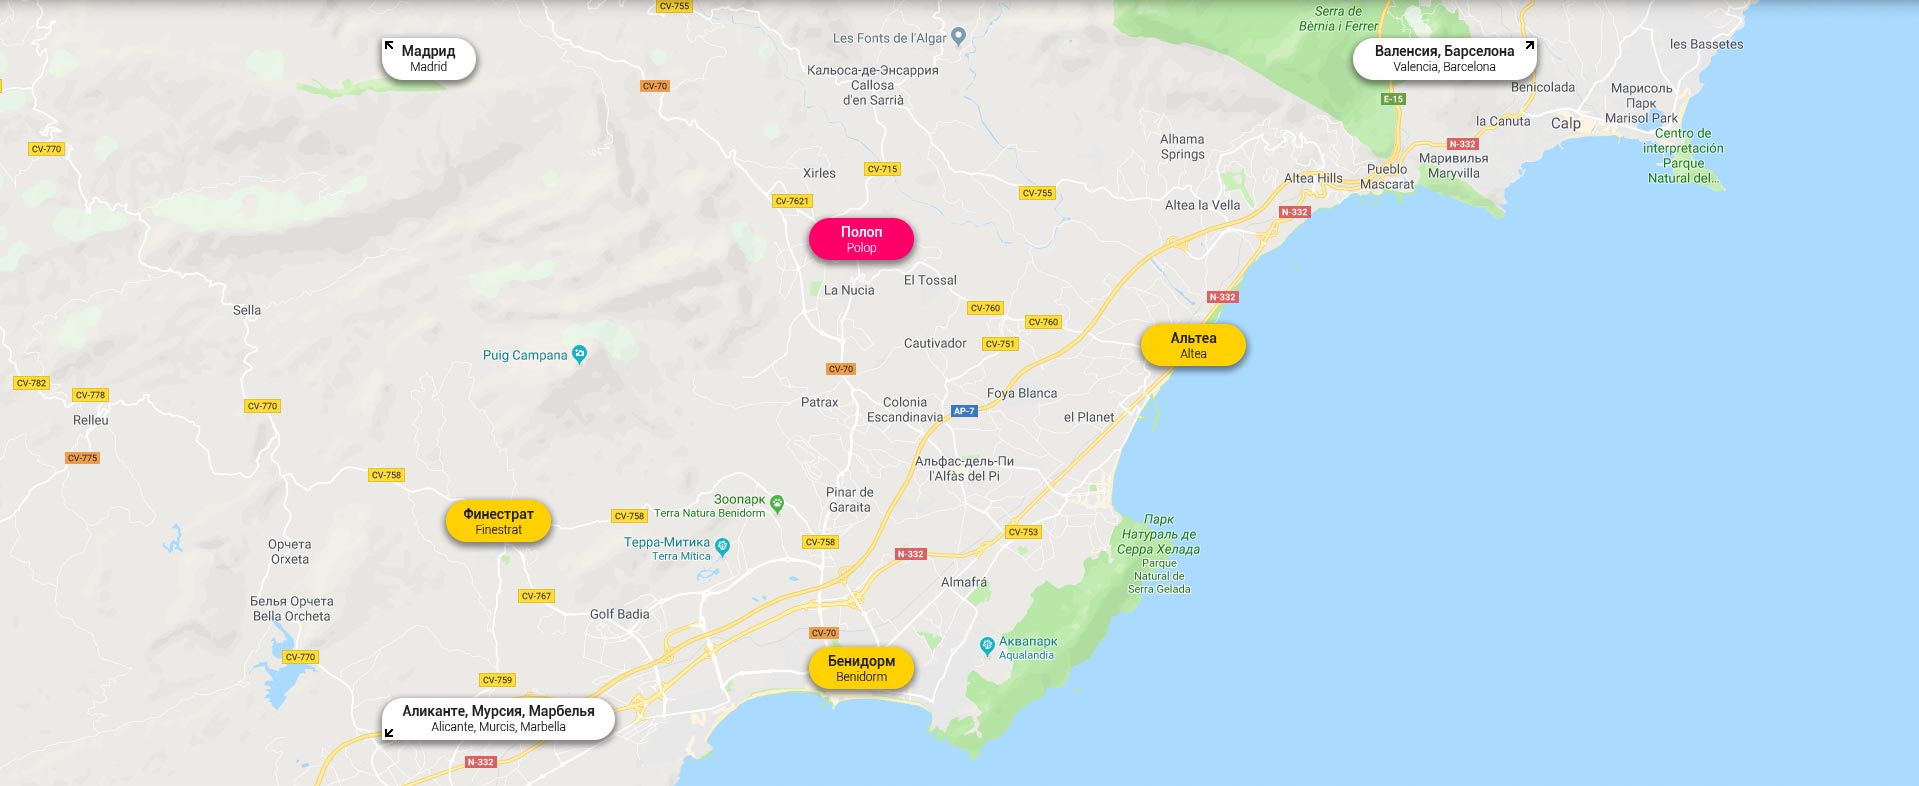 CV-755
Serra de
Bèrnia i Ferrer
Мадрид
Madrid
Les Fonts de l'Algar
Валенсия, Барселона
Valencia, Barcelona
les Bassetes
Кальоса-де-Энсаррия
Callosa
d'en Sarrià
CV-70
E-15
Benicolada
Марисоль
Парк
Marisol Park
la Canuta
Calp
CV-770
Alhama
Springs
N-332
Маривилья
Maryvilla
Centro de
interpretación
Parque
Natural del...
Xirles
CV-715
Altea Hills
Pueblo
Mascarat
CV-7621
CV-755
Altea la Vella
N-332
Полоп
Polop
La Nucia
El Tossal
N-332
Sella
CV-760
CV-760
Альтеа
Altea
Puig Campana
Cautivador
CV-751
CV-70
CV-782
CV-778
Relleu
CV-770
Patrax
Colonia
Escandinavia
Foya Blanca
AP-7
el Planet
CV-775
CV-758
Альфас-дель-Пи
l'Alfàs del Pi
Зоопарк
Terra Natura Benidorm
Pinar de
Garaita
Финестрат
Finestrat
CV-758
Терра-Митика
Terra Mítica
CV-758
N-332
CV-753
Парк
Натураль де
Серра Хелада
Parque
Natural de
Serra Gelada
Орчета
Orxeta
Almafrá
Белья Орчета
Bella Orcheta
CV-767
Golf Badia
CV-70
Аквапарк
Aqualandia
CV-770
Бенидорм
Benidorm
CV-759
Аликанте, Мурсия, Марбелья
Alicante, Murcis, Marbella
N-332